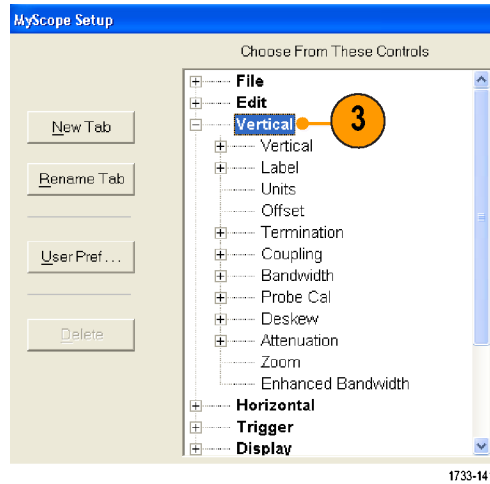 MyScope Setup
Choose From These Controls
File
Edit
Vertical
3
Vertical
Label
Units
Offset
Termination
Coupling
Bandwidth
Probe Cal
Deskew
Attenuation
Zoom
Enhanced Bandwidth
Horizontal
Trigger
Display
New Tab
Rename Tab
User Pref...
Delete
1733-14